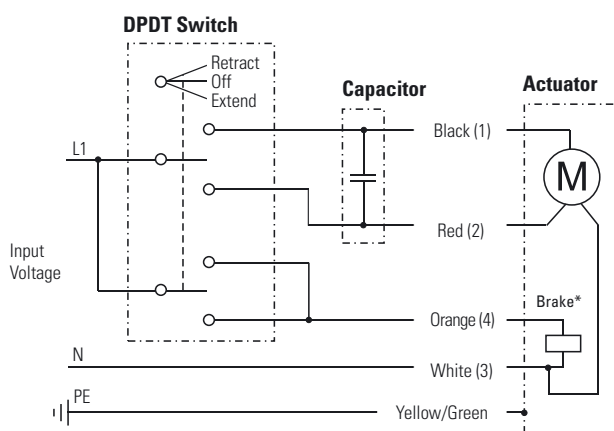 DPDT Switch
Retract
Off
Extend
Capacitor
Actuator
Black (1)
L1
M
Red (2)
Input
Voltage
Brake*
Orange (4)
N
White (3)
PE
Yellow/Green